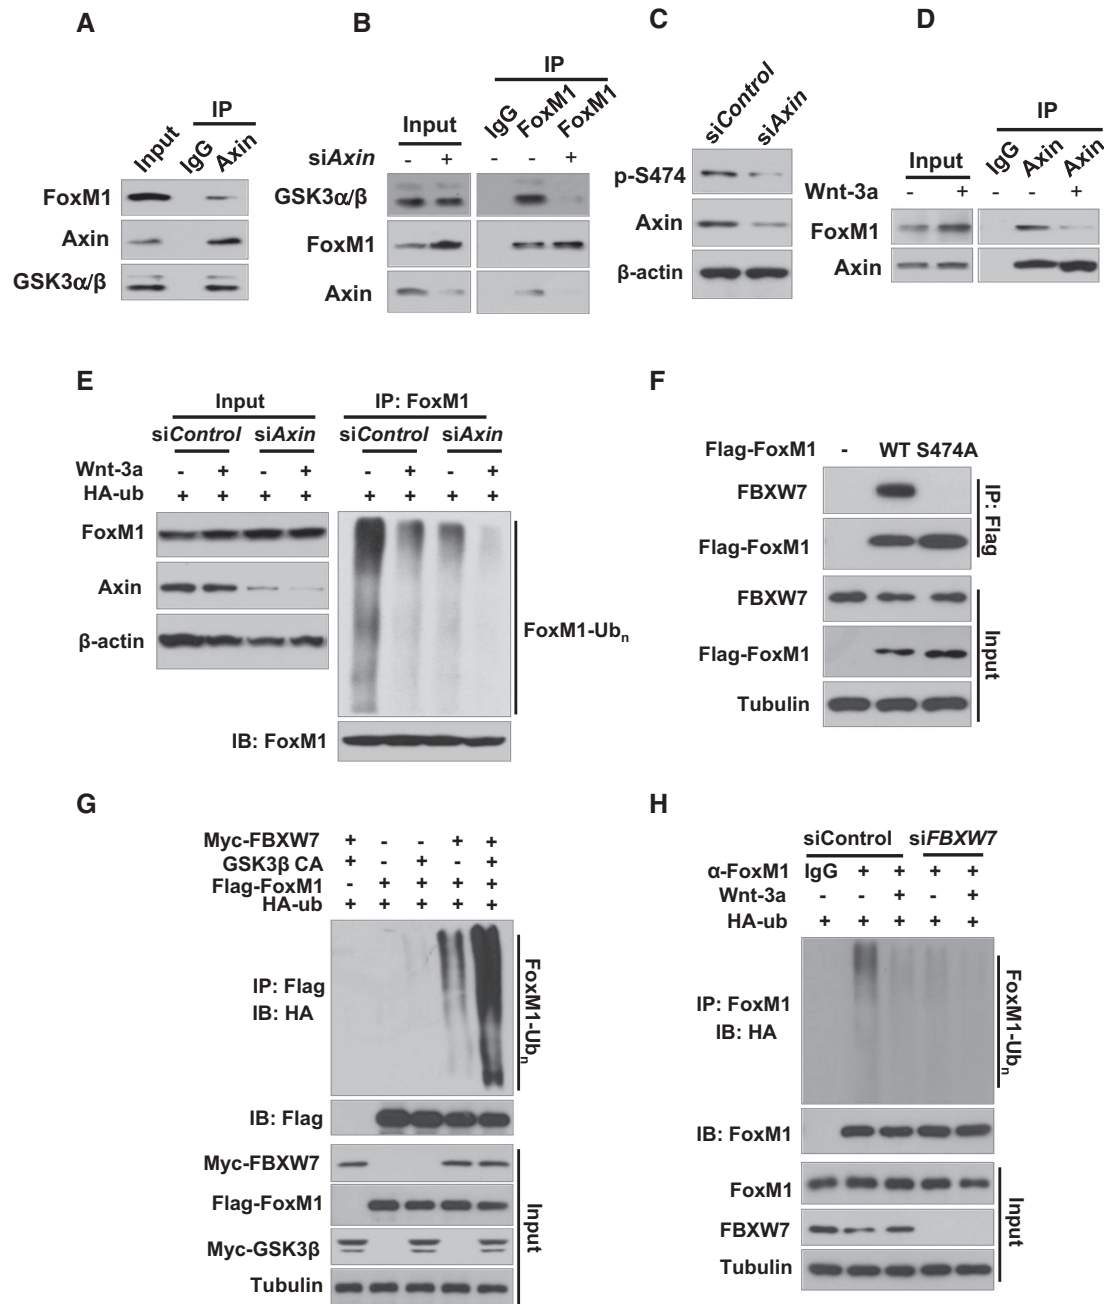 A
IP
Input
IgG
Axin
FoxM1
Axin
GSK3α/β
B
IP
Input
IgG
FoxM1
FoxM1
siAxin - + - - +
GSK3α/β
FoxM1
Axin
C
siControl
siAxin
p-S474
Axin
β-actin
D
IP
Input
IgG
Axin
Axin
Wnt-3a - + - - +
FoxM1
Axin
E
Input IP: FoxM1
siControl siAxin siControl siAxin
Wnt-3a - + - + - + - +
HA-ub + + + + + + + +
FoxM1
Axin
β-actin
FoxM1-Ubn
IB: FoxM1
F
Flag-FoxM1 - WT S474A
FBXW7
Flag-FoxM1
IP: Flag
FBXW7
Flag-FoxM1
Tubulin
Input
G
Myc-FBXW7 + - - + +
GSK3β CA + - + - +
Flag-FoxM1 - + + + +
HA-ub + + + + +
IP: Flag
IB: HA
FoxM1-Ubn
IB: Flag
Myc-FBXW7
Flag-FoxM1
Myc-GSK3β
Tubulin
Input
H
siControl siFBXW7
α-FoxM1 IgG + + + +
Wnt-3a - - + - +
HA-ub + + + + +
IP: FoxM1
IB: HA
FoxM1-Ubn
IB: FoxM1
FoxM1
FBXW7
Tubulin
Input